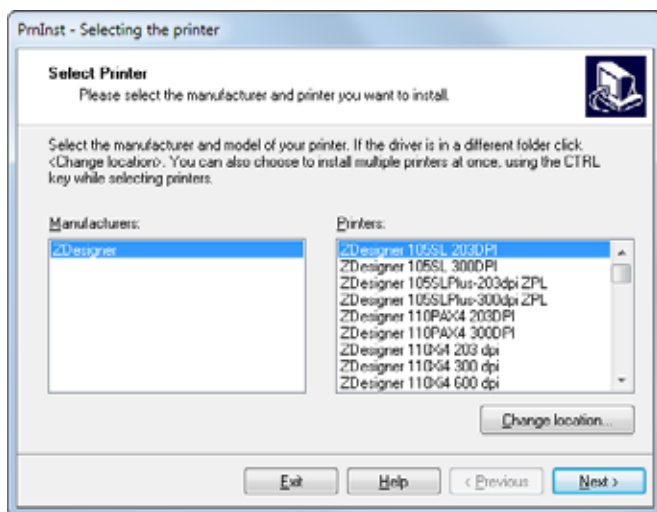 PrnInst - Selecting the printer
Select Printer
Please select the manufacturer and printer you want to install.
Select the manufacturer and model of your printer. If the driver is in a different folder click
<Change location>. You can also choose to install multiple printers at once, using the CTRL
key while selecting printers.
Manufacturers:
ZDesigner
Printers:
ZDesigner 105SL 203DPI
ZDesigner 105SL 300DPI
ZDesigner 105SLPlus-203dpi ZPL
ZDesigner 105SLPlus-300dpi ZPL
ZDesigner 110PAX4 203DPI
ZDesigner 110PAX4 300DPI
ZDesigner 110Xi4 203 dpi
ZDesigner 110Xi4 300 dpi
ZDesigner 110Xi4 600 dpi
Change location...
Exit
Help
< Previous
Next >